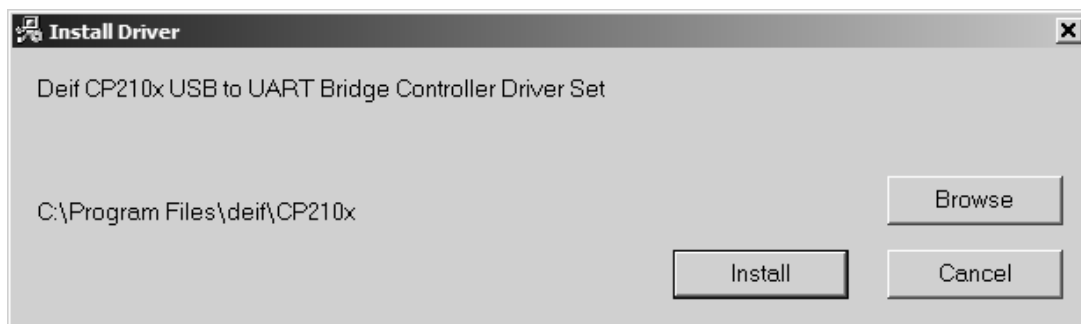 Install Driver
Deif CP210x USB to UART Bridge Controller Driver Set
C:\Program Files\deif\CP210x
Browse
Install
Cancel